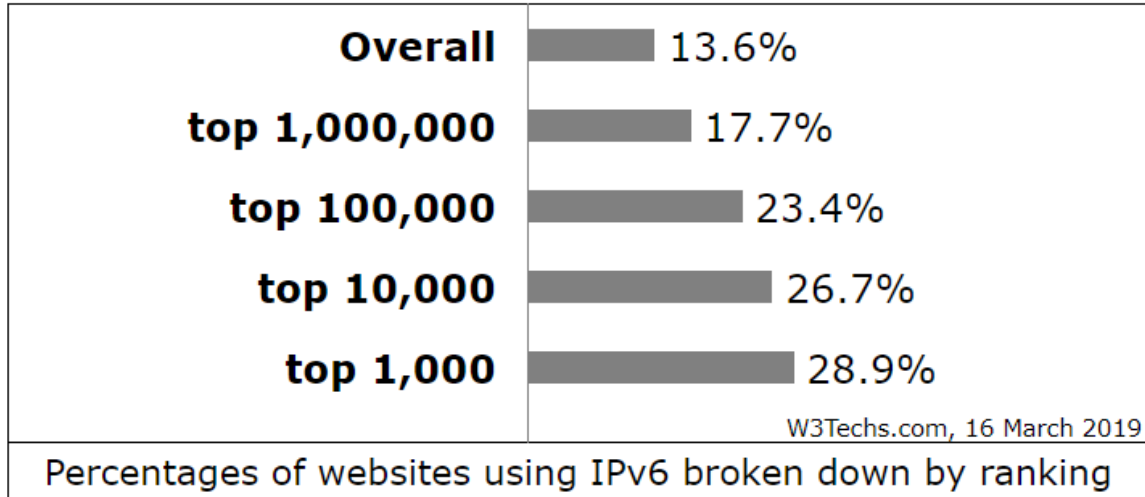 Overall 13.6%
top 1,000,000 17.7%
top 100,000 23.4%
top 10,000 26.7%
top 1,000 28.9%
W3Techs.com, 16 March 2019
Percentages of websites using IPv6 broken down by ranking